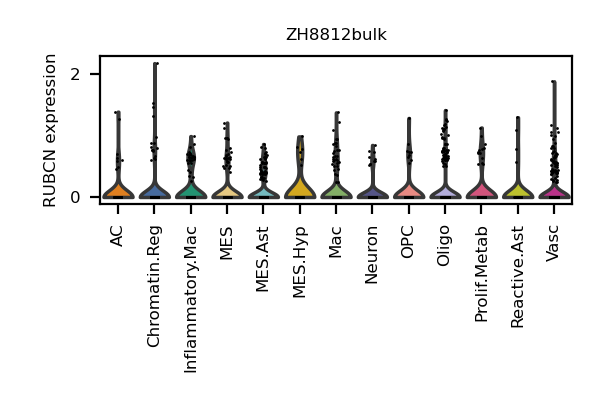 ZH8812bulk
RUBCN expression
2
0
AC
Chromatin.Reg
Inflammatory.Mac
MES
MES.Ast
MES.Hyp
Mac
Neuron
OPC
Oligo
Prolif.Metab
Reactive.Ast
Vasc